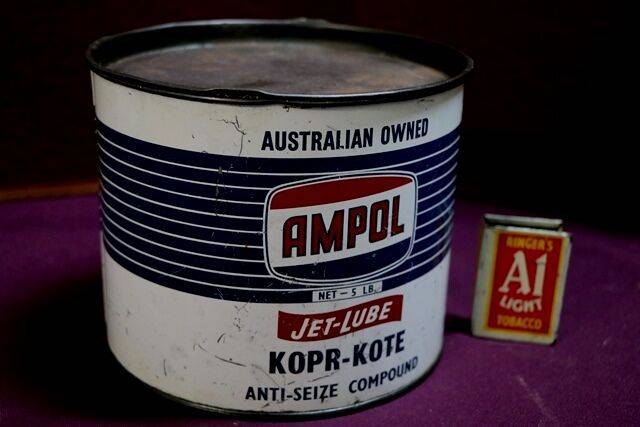 AUSTRALIAN OWNED
AMPOL
NET - 5 LB.
JET-LUBE
KOPR-KOTE
ANTI-SEIZE COMPOUND
RINGER'S
A1
LIGHT
TOBACCO